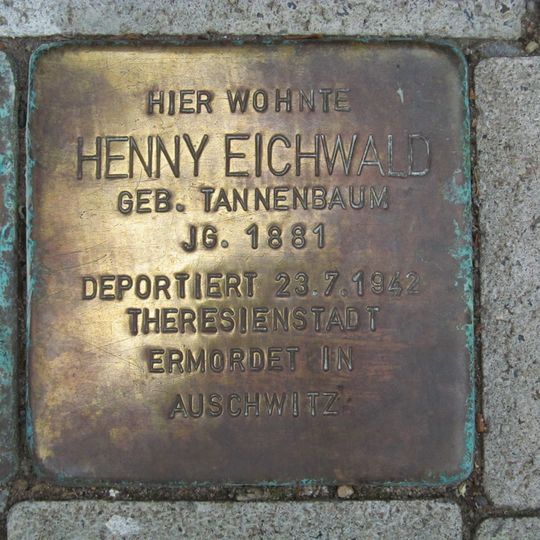 HIER WOHNTE
HENNY EICHWALD
GEB. TANNENBAUM
JG. 1881
DEPORTIERT 23.7.1942
THERESIENSTADT
ERMORDET IN
AUSCHWITZ